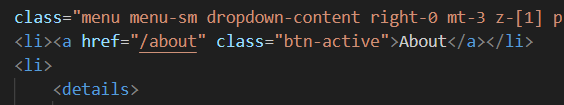 class="menu menu-sm dropdown-content right-0 mt-3 z-[1] p
<li><a href="/about" class="btn-active">About</a></li>
<li>
<details>